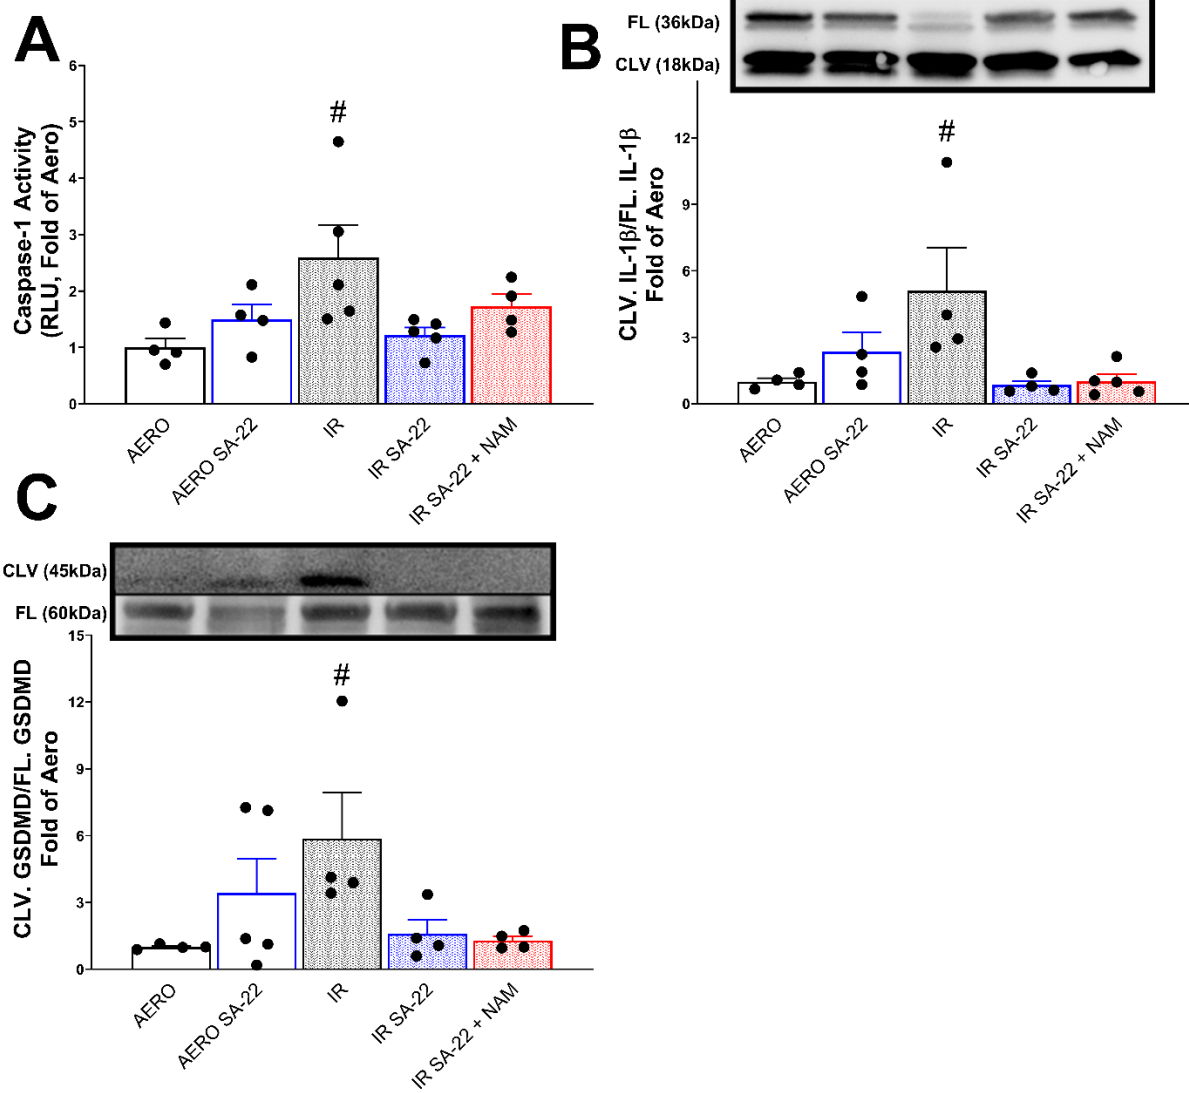 A
Caspase-1 Activity
(RLU, Fold of Aero)
6
5
4
3
2
1
0
#
AERO
AERO SA-22
IR
IR SA-22
IR SA-22 + NAM
B
FL (36kDa)
CLV (18kDa)
CLV. IL-1β/FL. IL-1β
Fold of Aero
12
9
6
3
0
#
AERO
AERO SA-22
IR
IR SA-22
IR SA-22 + NAM
C
CLV (45kDa)
FL (60kDa)
CLV. GSDMD/FL. GSDMD
Fold of Aero
15
12
9
6
3
0
#
AERO
AERO SA-22
IR
IR SA-22
IR SA-22 + NAM